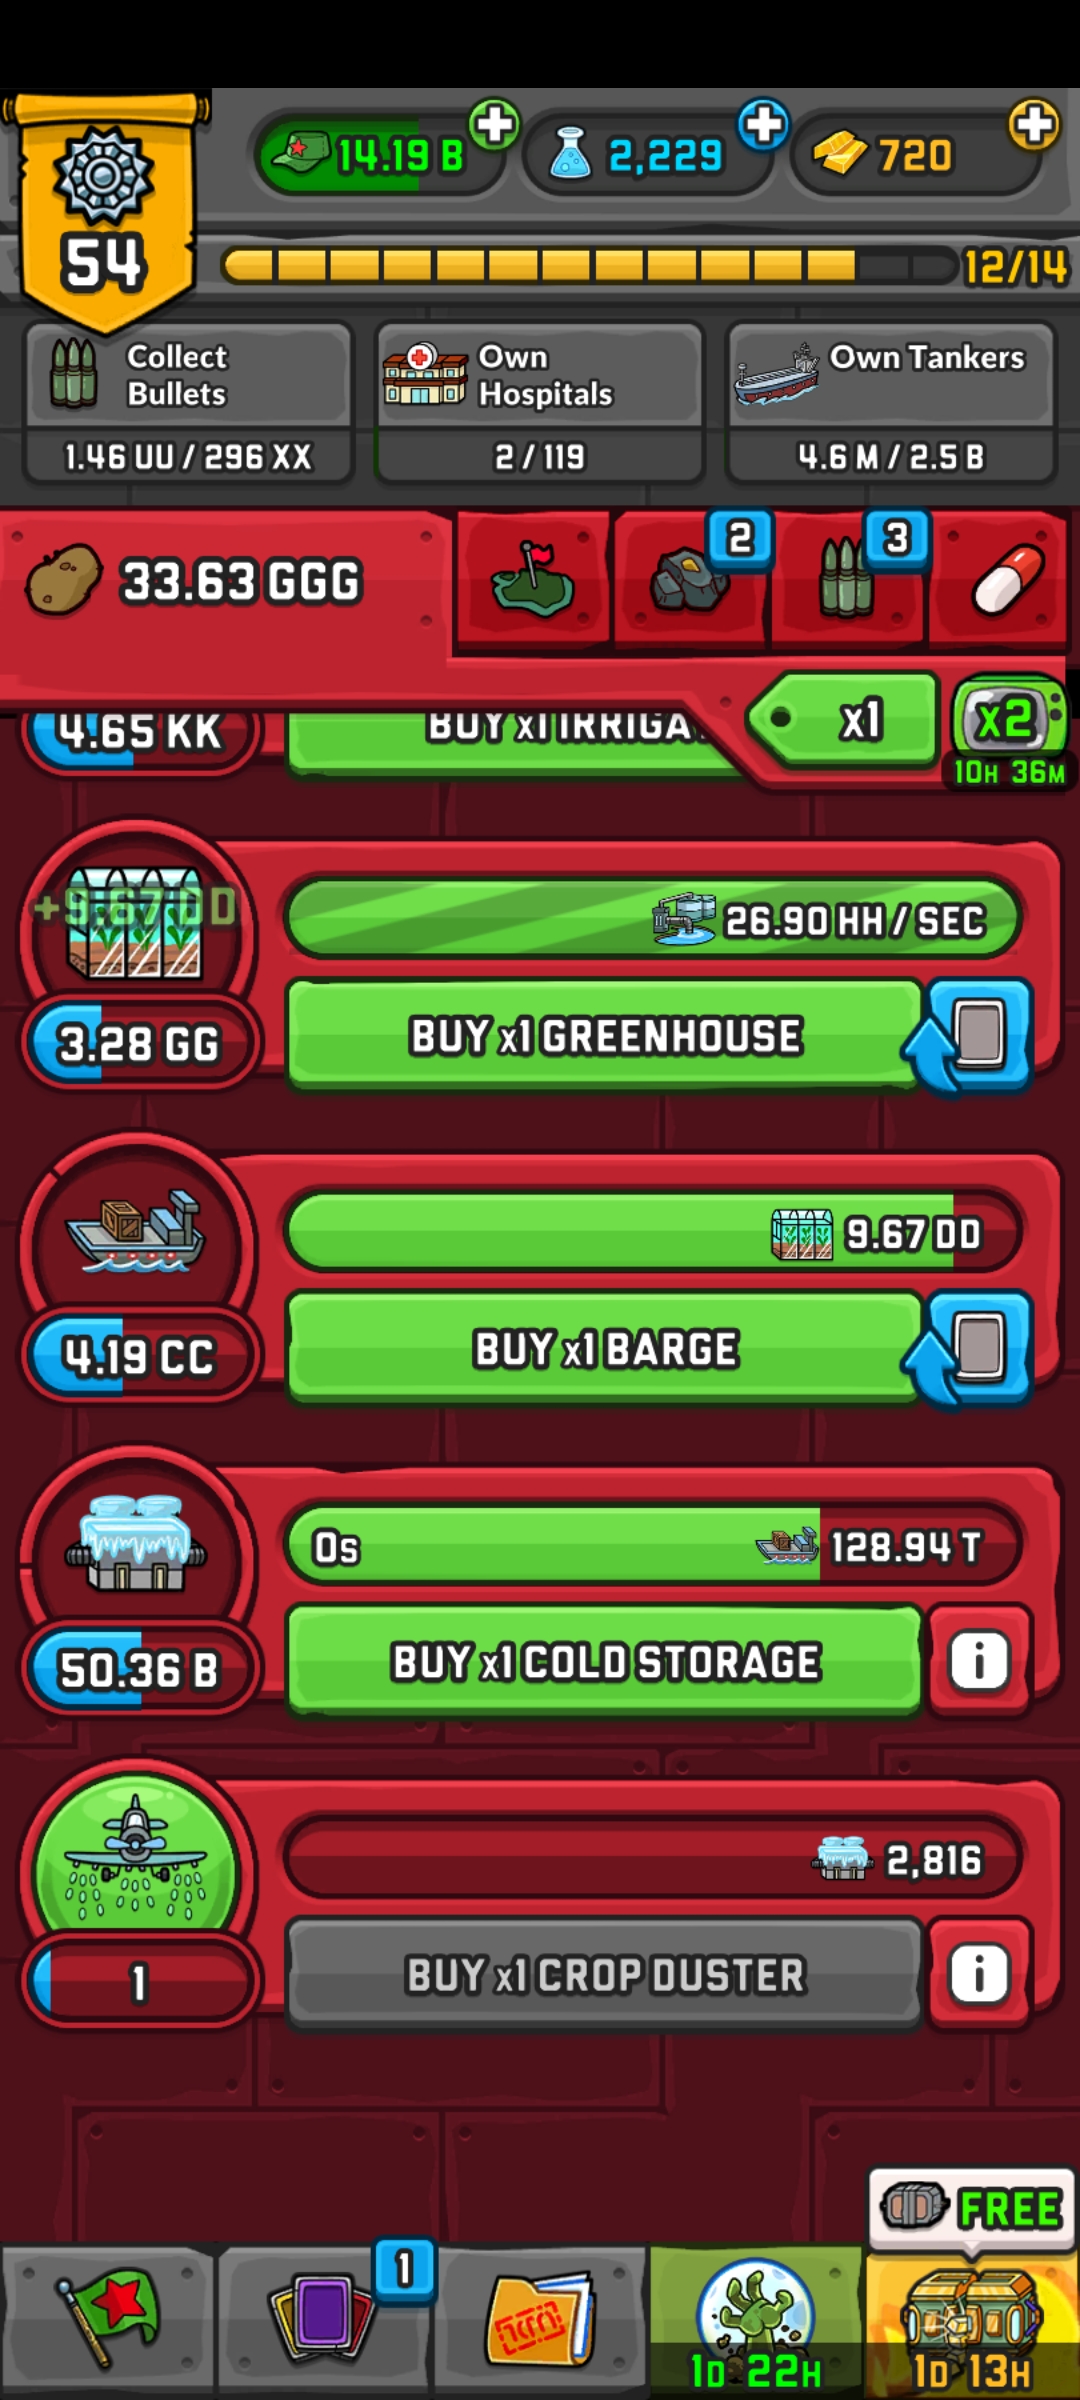 14.19 B
2,229
720
54
12/14
Collect
Bullets
1.46 UU / 296 XX
Own
Hospitals
2 / 119
Own Tankers
4.6 M / 2.5 B
33.63 GGG
2
3
x1
x2
10H 36M
4.65 KK
BUY x1 IRRIGA
+9.67 DD
26.90 HH / SEC
3.28 GG
BUY x1 GREENHOUSE
9.67 DD
4.19 CC
BUY x1 BARGE
0s
128.94 T
50.36 B
BUY x1 COLD STORAGE
i
2,816
1
BUY x1 CROP DUSTER
i
FREE
1
1D 22H
1D 13H